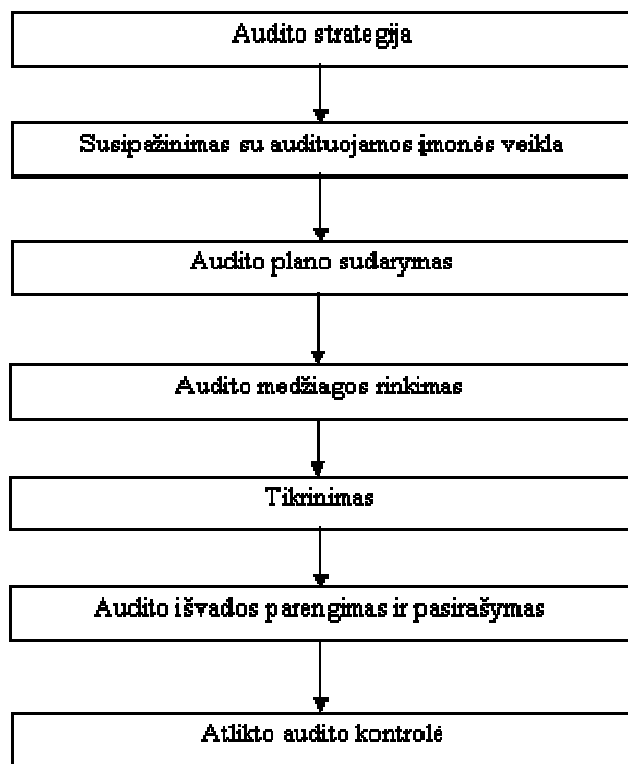 Audito strategija
Susipažinimas su audituojamos įmonės veikla
Audito plano sudarymas
Audito medžiagos rinkimas
Tikrinimas
Audito išvados parengimas ir pasirašymas
Atlikto audito kontrolė